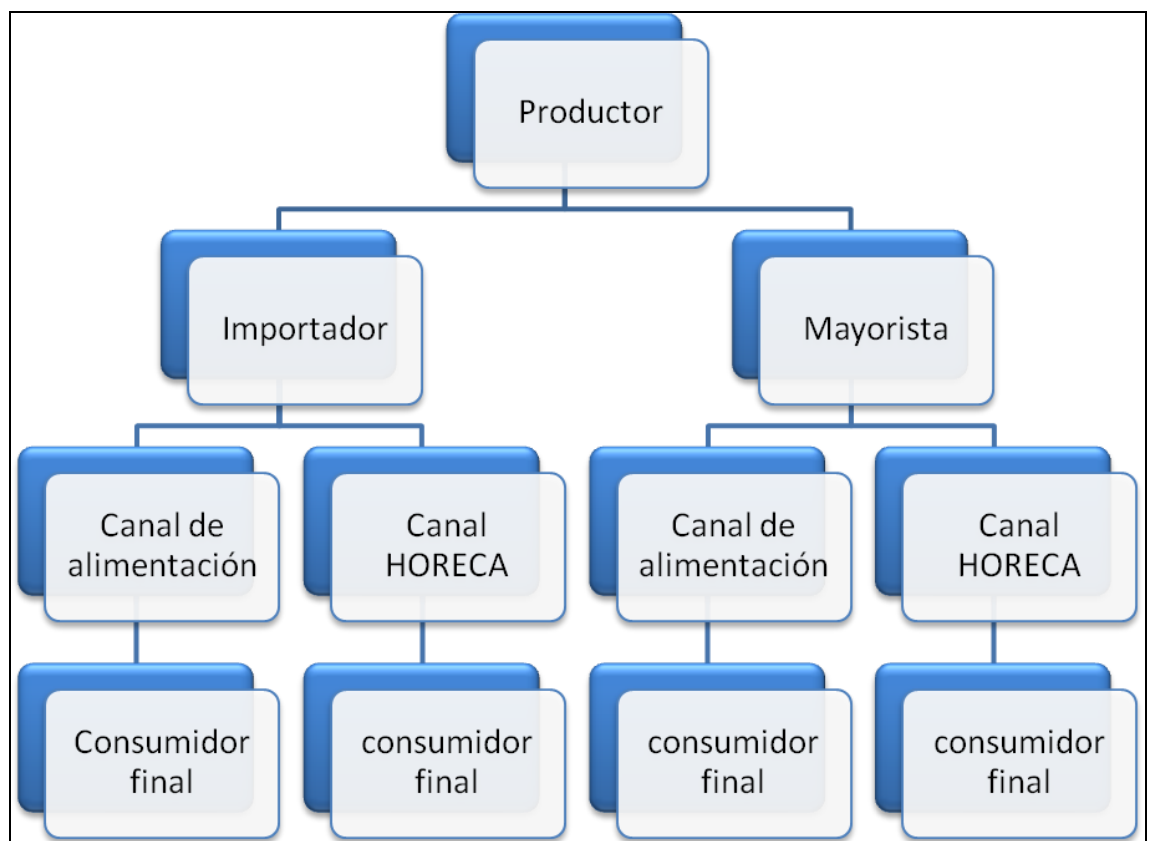 Productor
Importador
Mayorista
Canal de
alimentación
Canal
HORECA
Canal de
alimentación
Canal
HORECA
Consumidor
final
consumidor
final
consumidor
final
consumidor
final